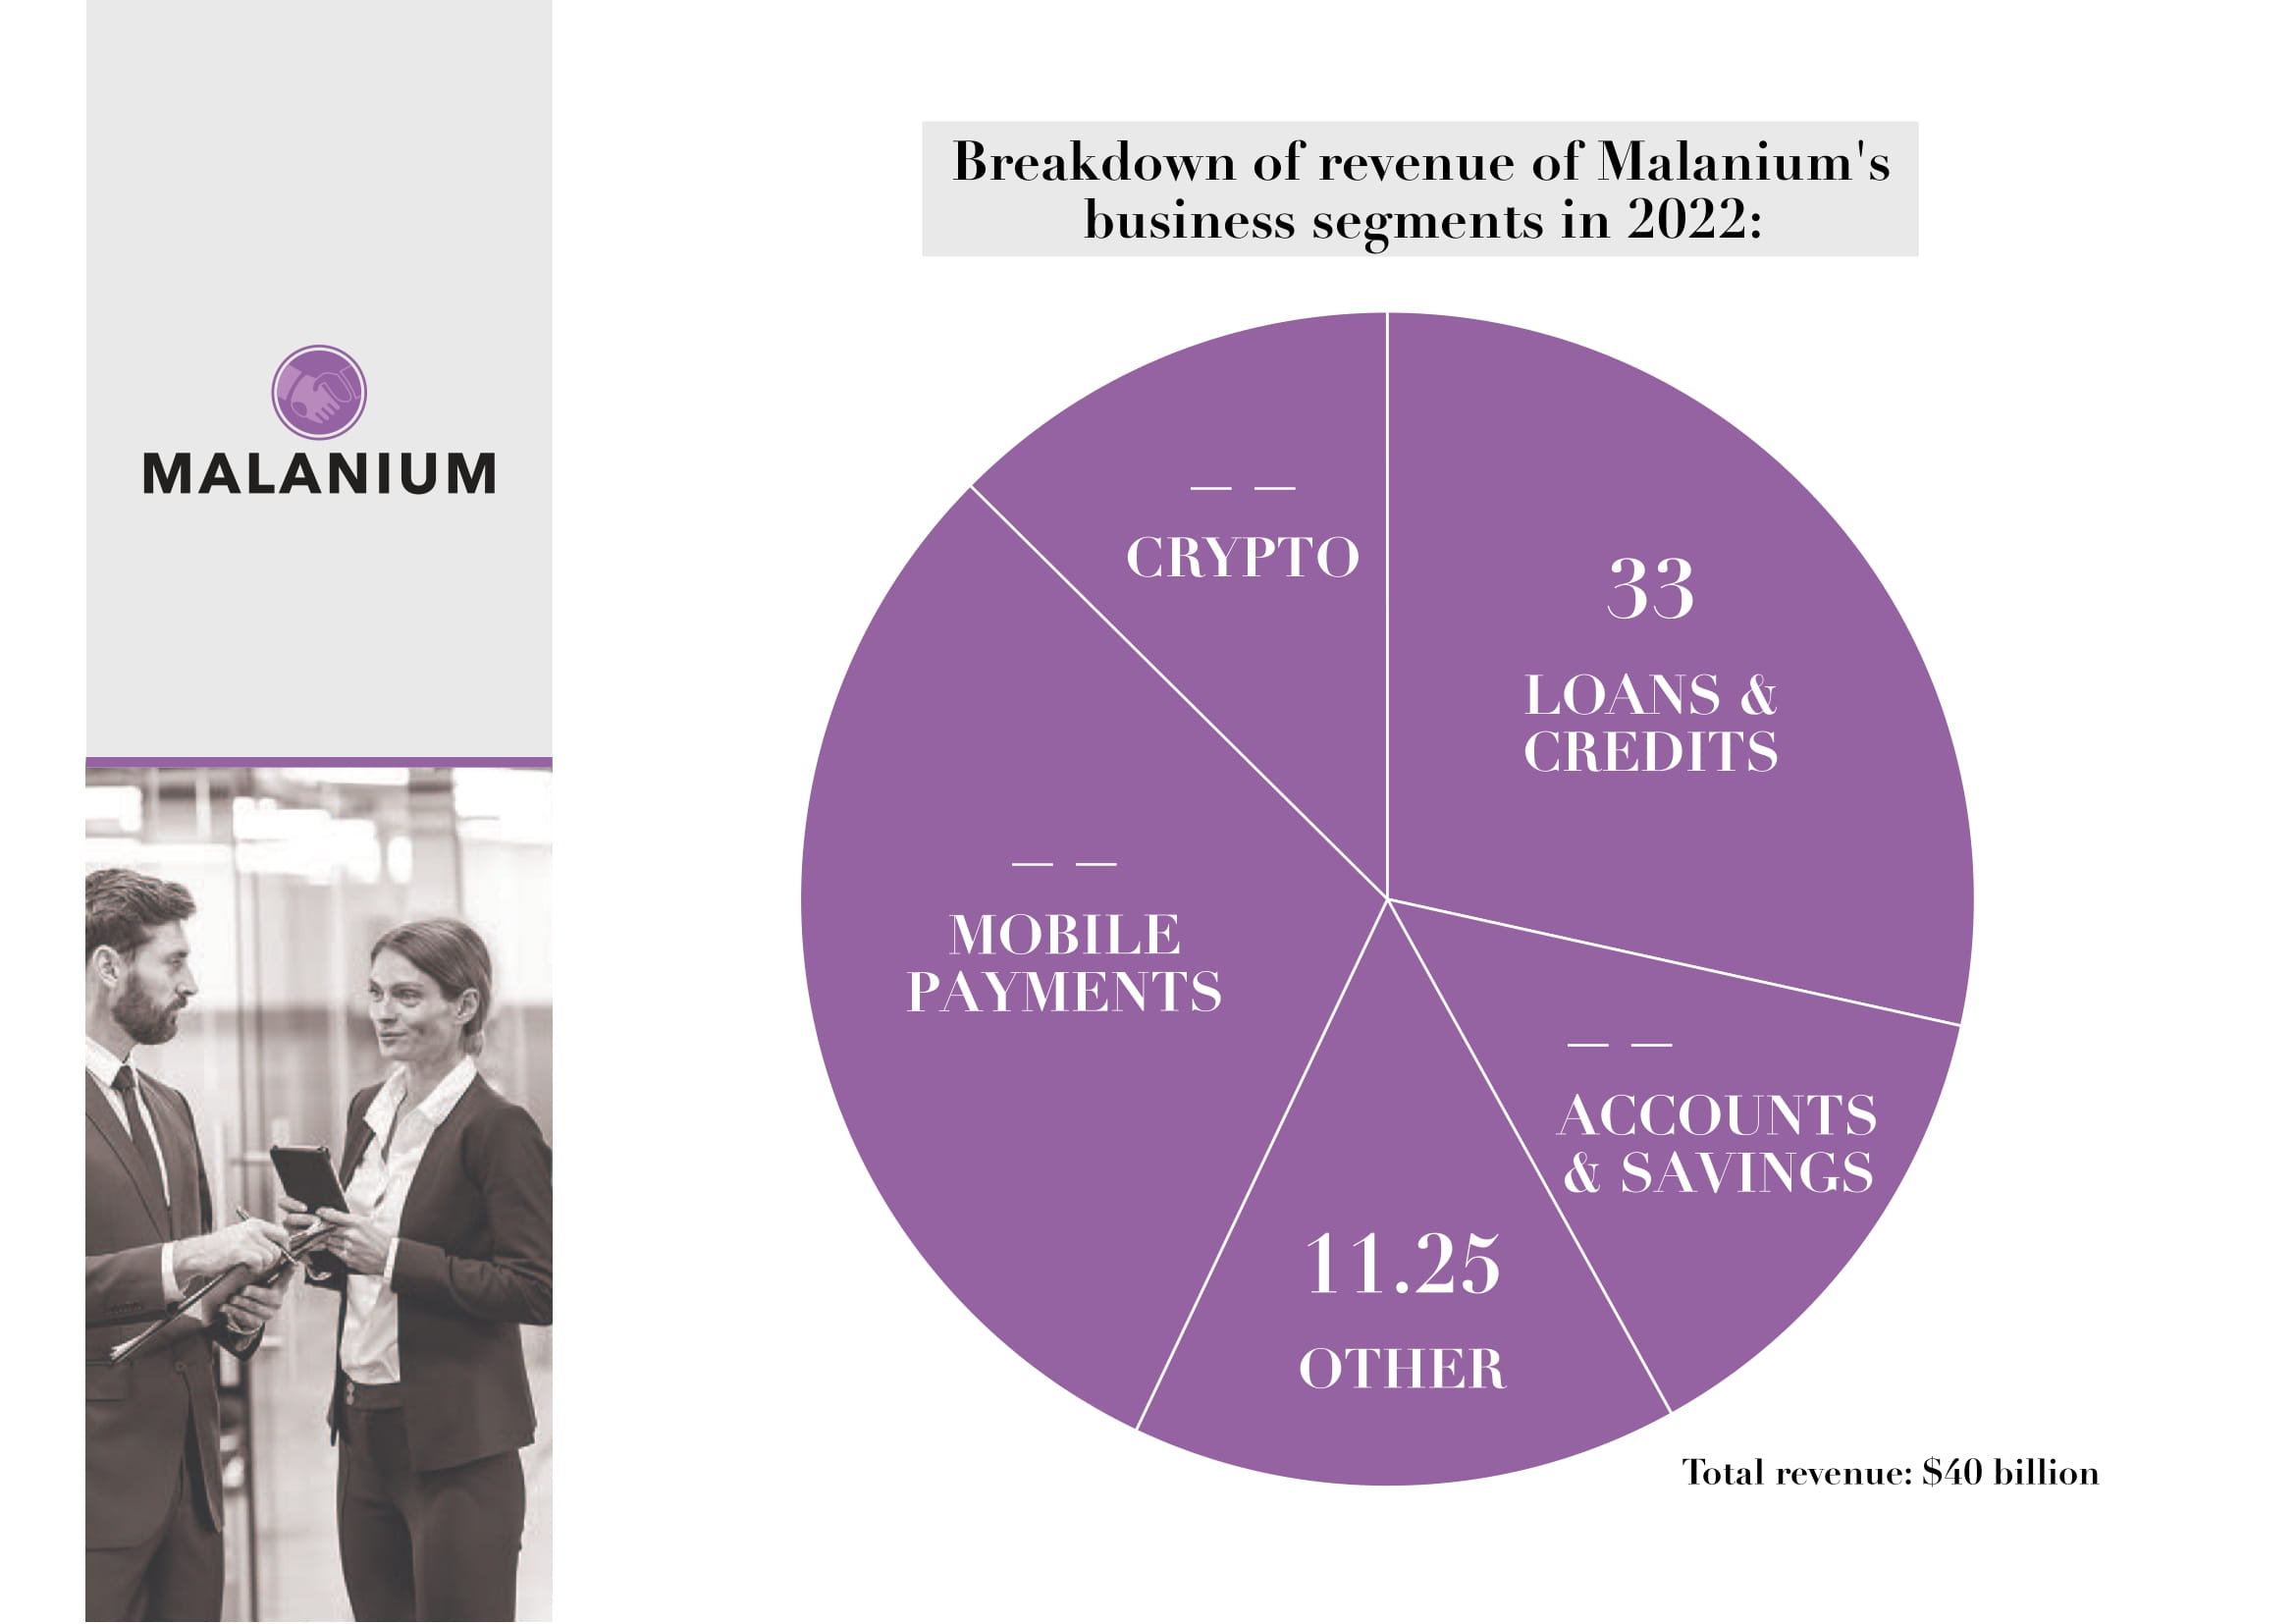 MALANIUM
Breakdown of revenue of Malanium's
business segments in 2022:
— —
CRYPTO
33
LOANS &
CREDITS
— —
MOBILE
PAYMENTS
— —
ACCOUNTS
& SAVINGS
11.25
OTHER
Total revenue: $40 billion